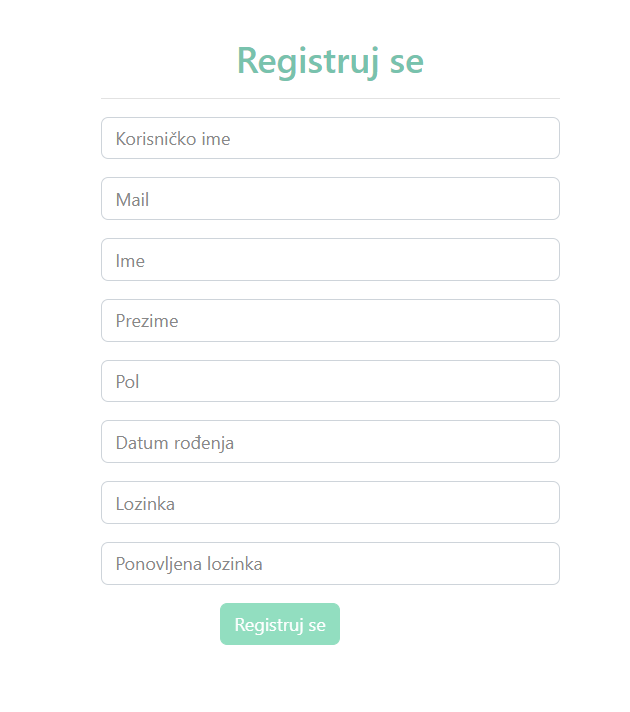 Registruj se
Korisničko ime
Mail
Ime
Prezime
Pol
Datum rođenja
Lozinka
Ponovljena lozinka
Registruj se